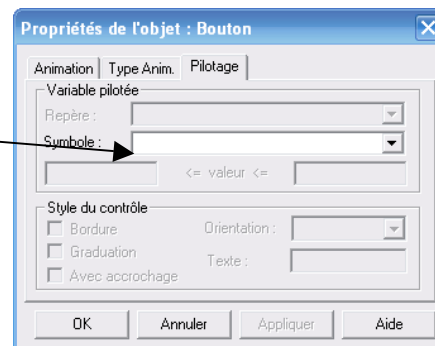 Propriétés de l'objet : Bouton
Animation Type Anim. Pilotage
Variable pilotée
Repère :
Symbole :
<= valeur <=
Style du contrôle
Bordure Orientation :
Graduation Texte :
Avec accrochage
OK Annuler Appliquer Aide